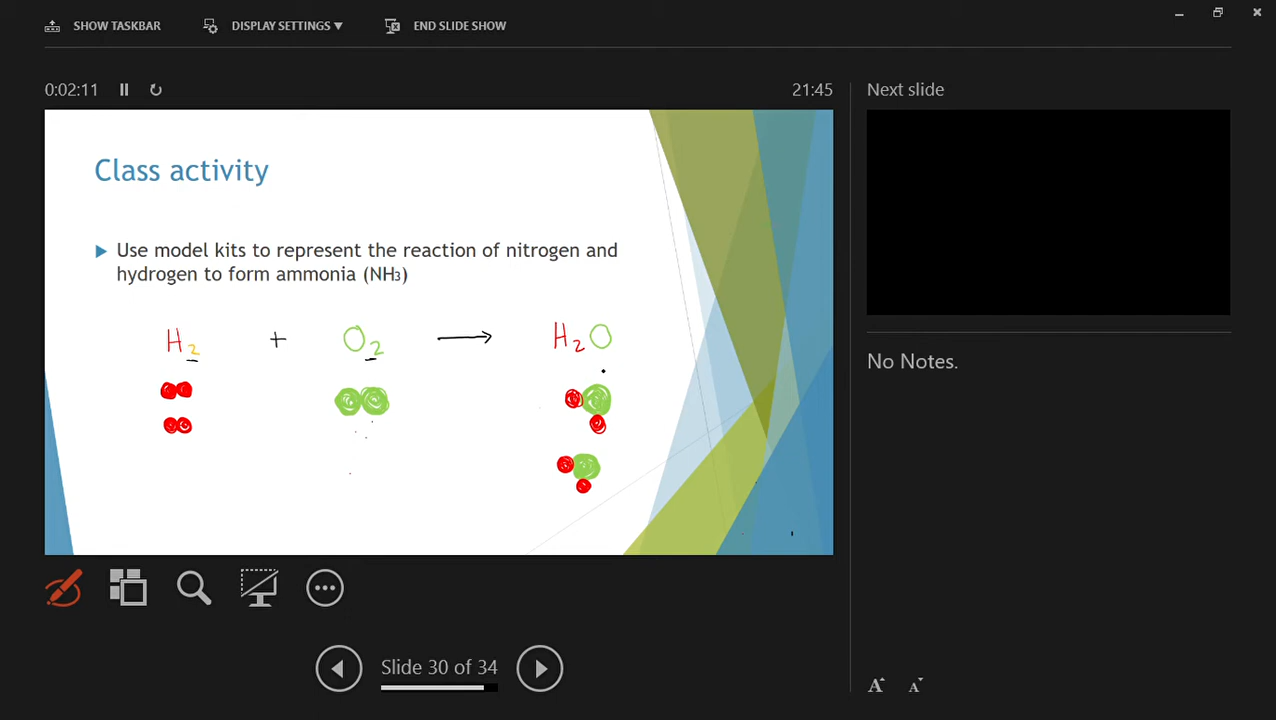 SHOW TASKBAR DISPLAY SETTINGS ▼ END SLIDE SHOW
0:02:11 21:45 Next slide
Class activity
Use model kits to represent the reaction of nitrogen and
hydrogen to form ammonia (NH₃)
H₂ + O₂ → H₂O
No Notes.
Slide 30 of 34
A A